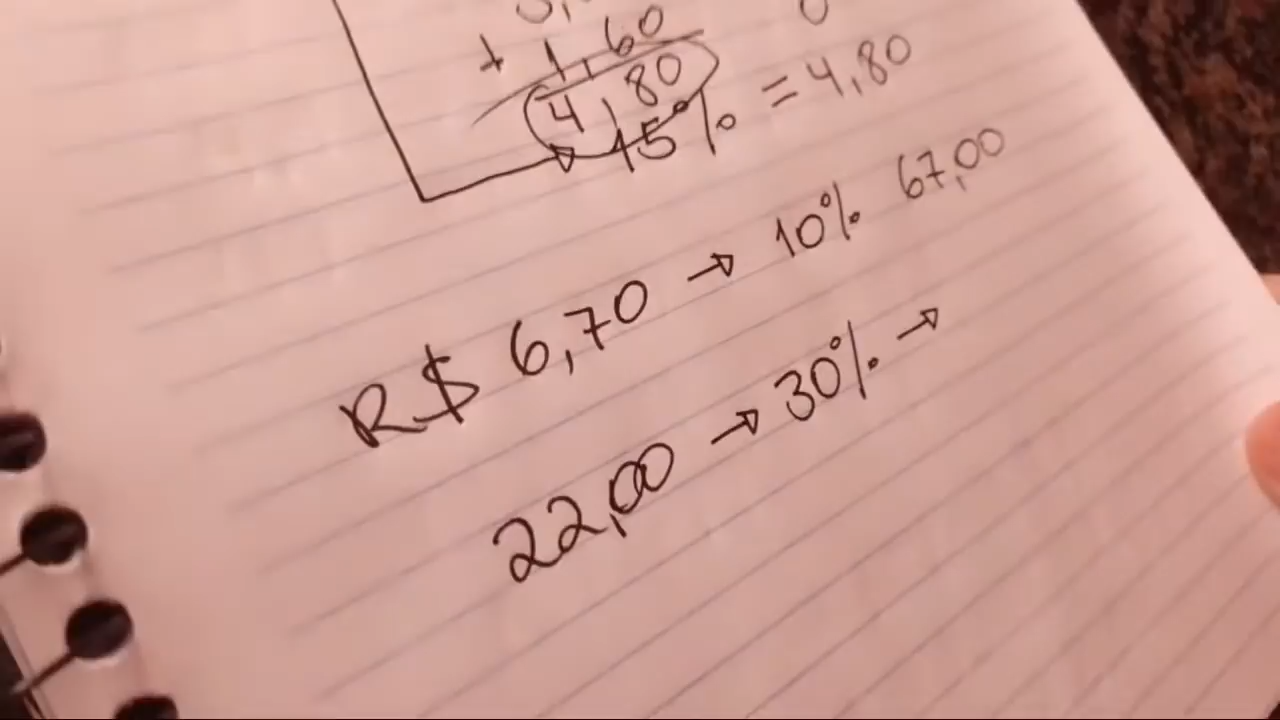 + 1,60
4,80
15% = 4,80
R$ 6,70 → 10% 67,00
22,00 → 30% →